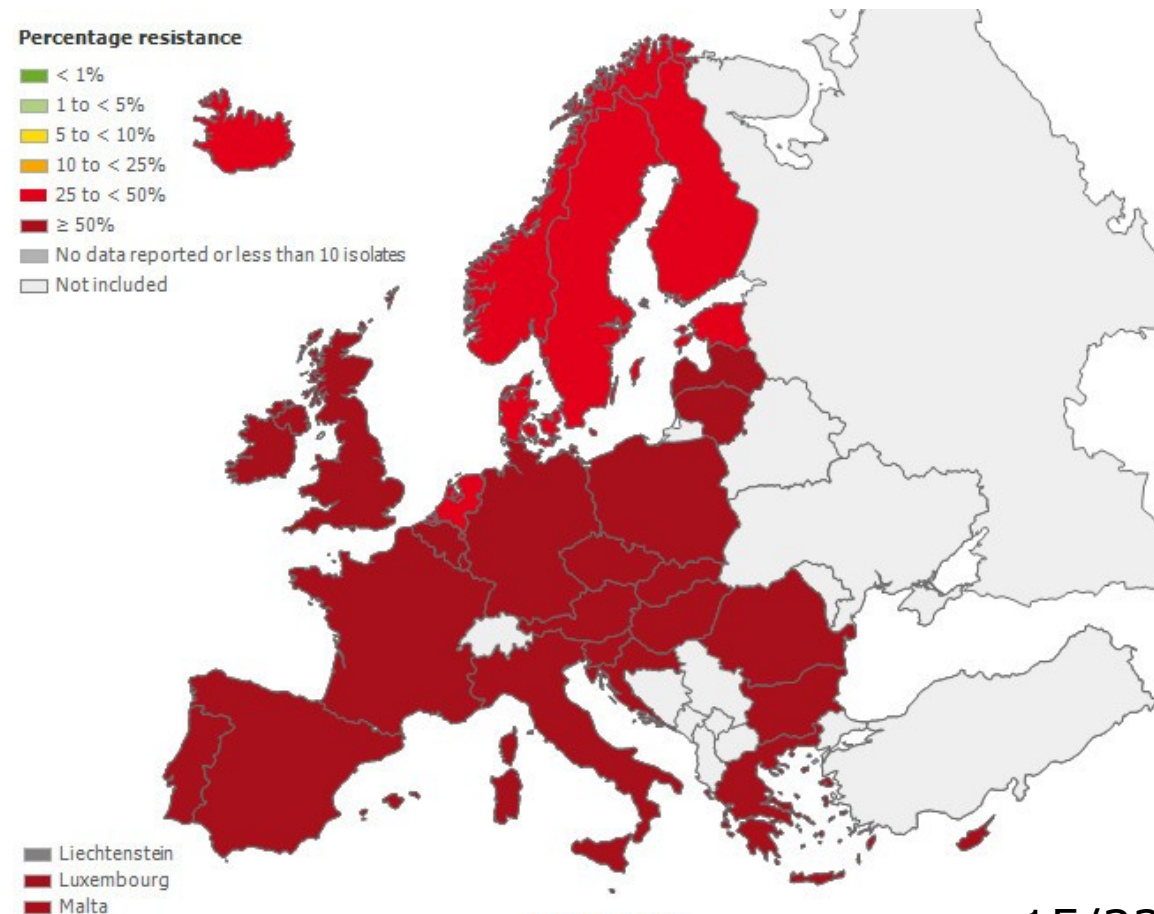 Percentage resistance
< 1%
1 to < 5%
5 to < 10%
10 to < 25%
25 to < 50%
≥ 50%
No data reported or less than 10 isolates
Not included
Liechtenstein
Luxembourg
Malta